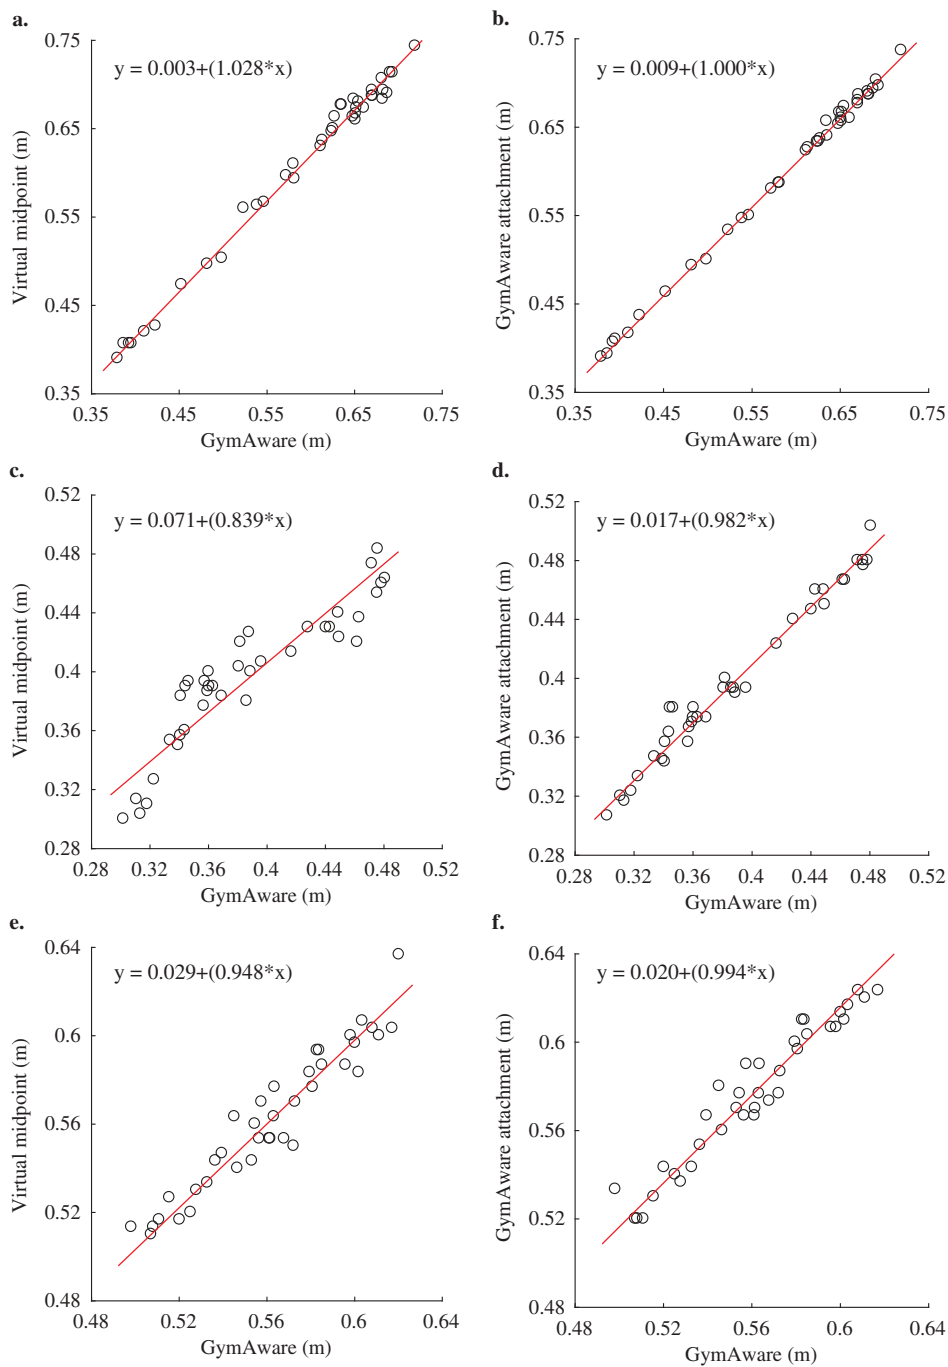 a.
y = 0.003+(1.028*x)
Virtual midpoint (m)
0.75
0.65
0.55
0.45
0.35
0.35 0.45 0.55 0.65 0.75
GymAware (m)
b.
y = 0.009+(1.000*x)
GymAware attachment (m)
0.75
0.65
0.55
0.45
0.35
0.35 0.45 0.55 0.65 0.75
GymAware (m)
c.
y = 0.071+(0.839*x)
Virtual midpoint (m)
0.52
0.48
0.44
0.4
0.36
0.32
0.28
0.28 0.32 0.36 0.4 0.44 0.48 0.52
GymAware (m)
d.
y = 0.017+(0.982*x)
GymAware attachment (m)
0.52
0.48
0.44
0.4
0.36
0.32
0.28
0.28 0.32 0.36 0.4 0.44 0.48 0.52
GymAware (m)
e.
y = 0.029+(0.948*x)
Virtual midpoint (m)
0.64
0.6
0.56
0.52
0.48
0.48 0.52 0.56 0.6 0.64
GymAware (m)
f.
y = 0.020+(0.994*x)
GymAware attachment (m)
0.64
0.6
0.56
0.52
0.48
0.48 0.52 0.56 0.6 0.64
GymAware (m)